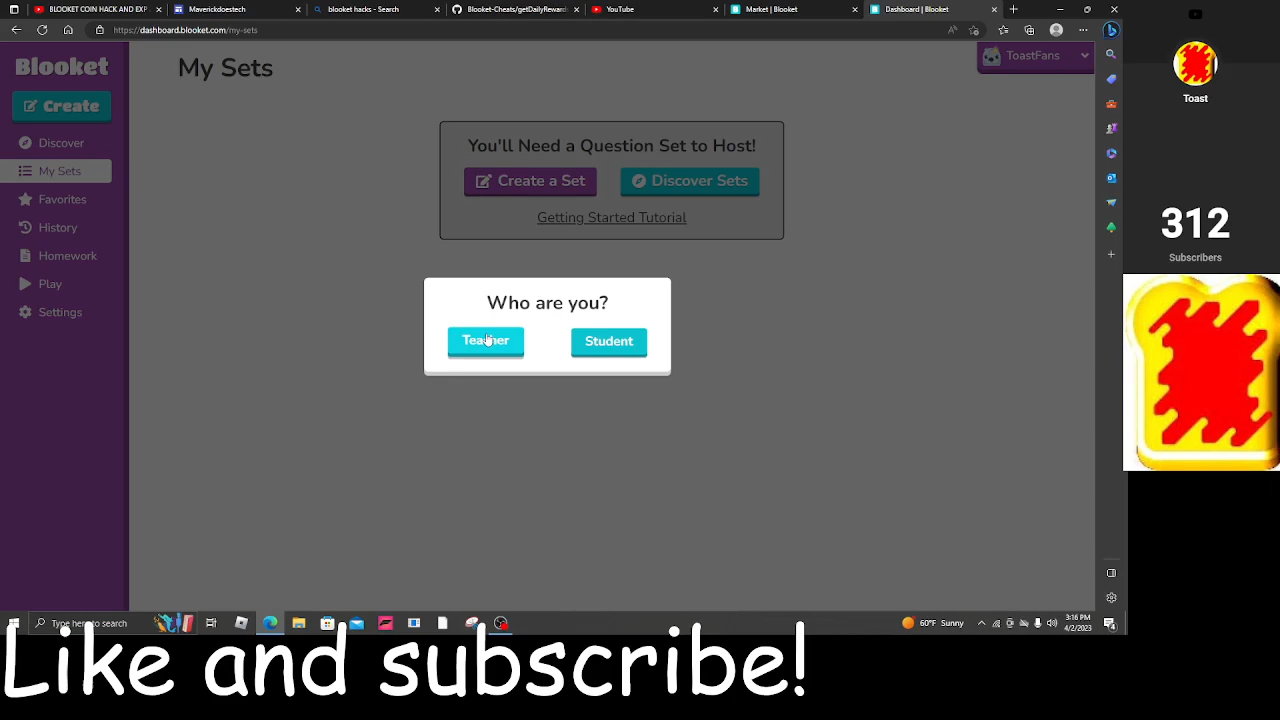 BLOOKET COIN HACK AND EXP
Maverickdoestech
blooket hacks - Search
Blooket-Cheats/getDailyRewards
YouTube
Market | Blooket
Dashboard | Blooket
https://dashboard.blooket.com/my-sets
Blooket
Create
Discover
My Sets
Favorites
History
Homework
Play
Settings
My Sets
ToastFans
You'll Need a Question Set to Host!
Create a Set
Discover Sets
Getting Started Tutorial
Who are you?
Teacher
Student
Toast
312
Subscribers
Type here to search
60°F Sunny
3:16 PM
4/2/2023
Like and subscribe!